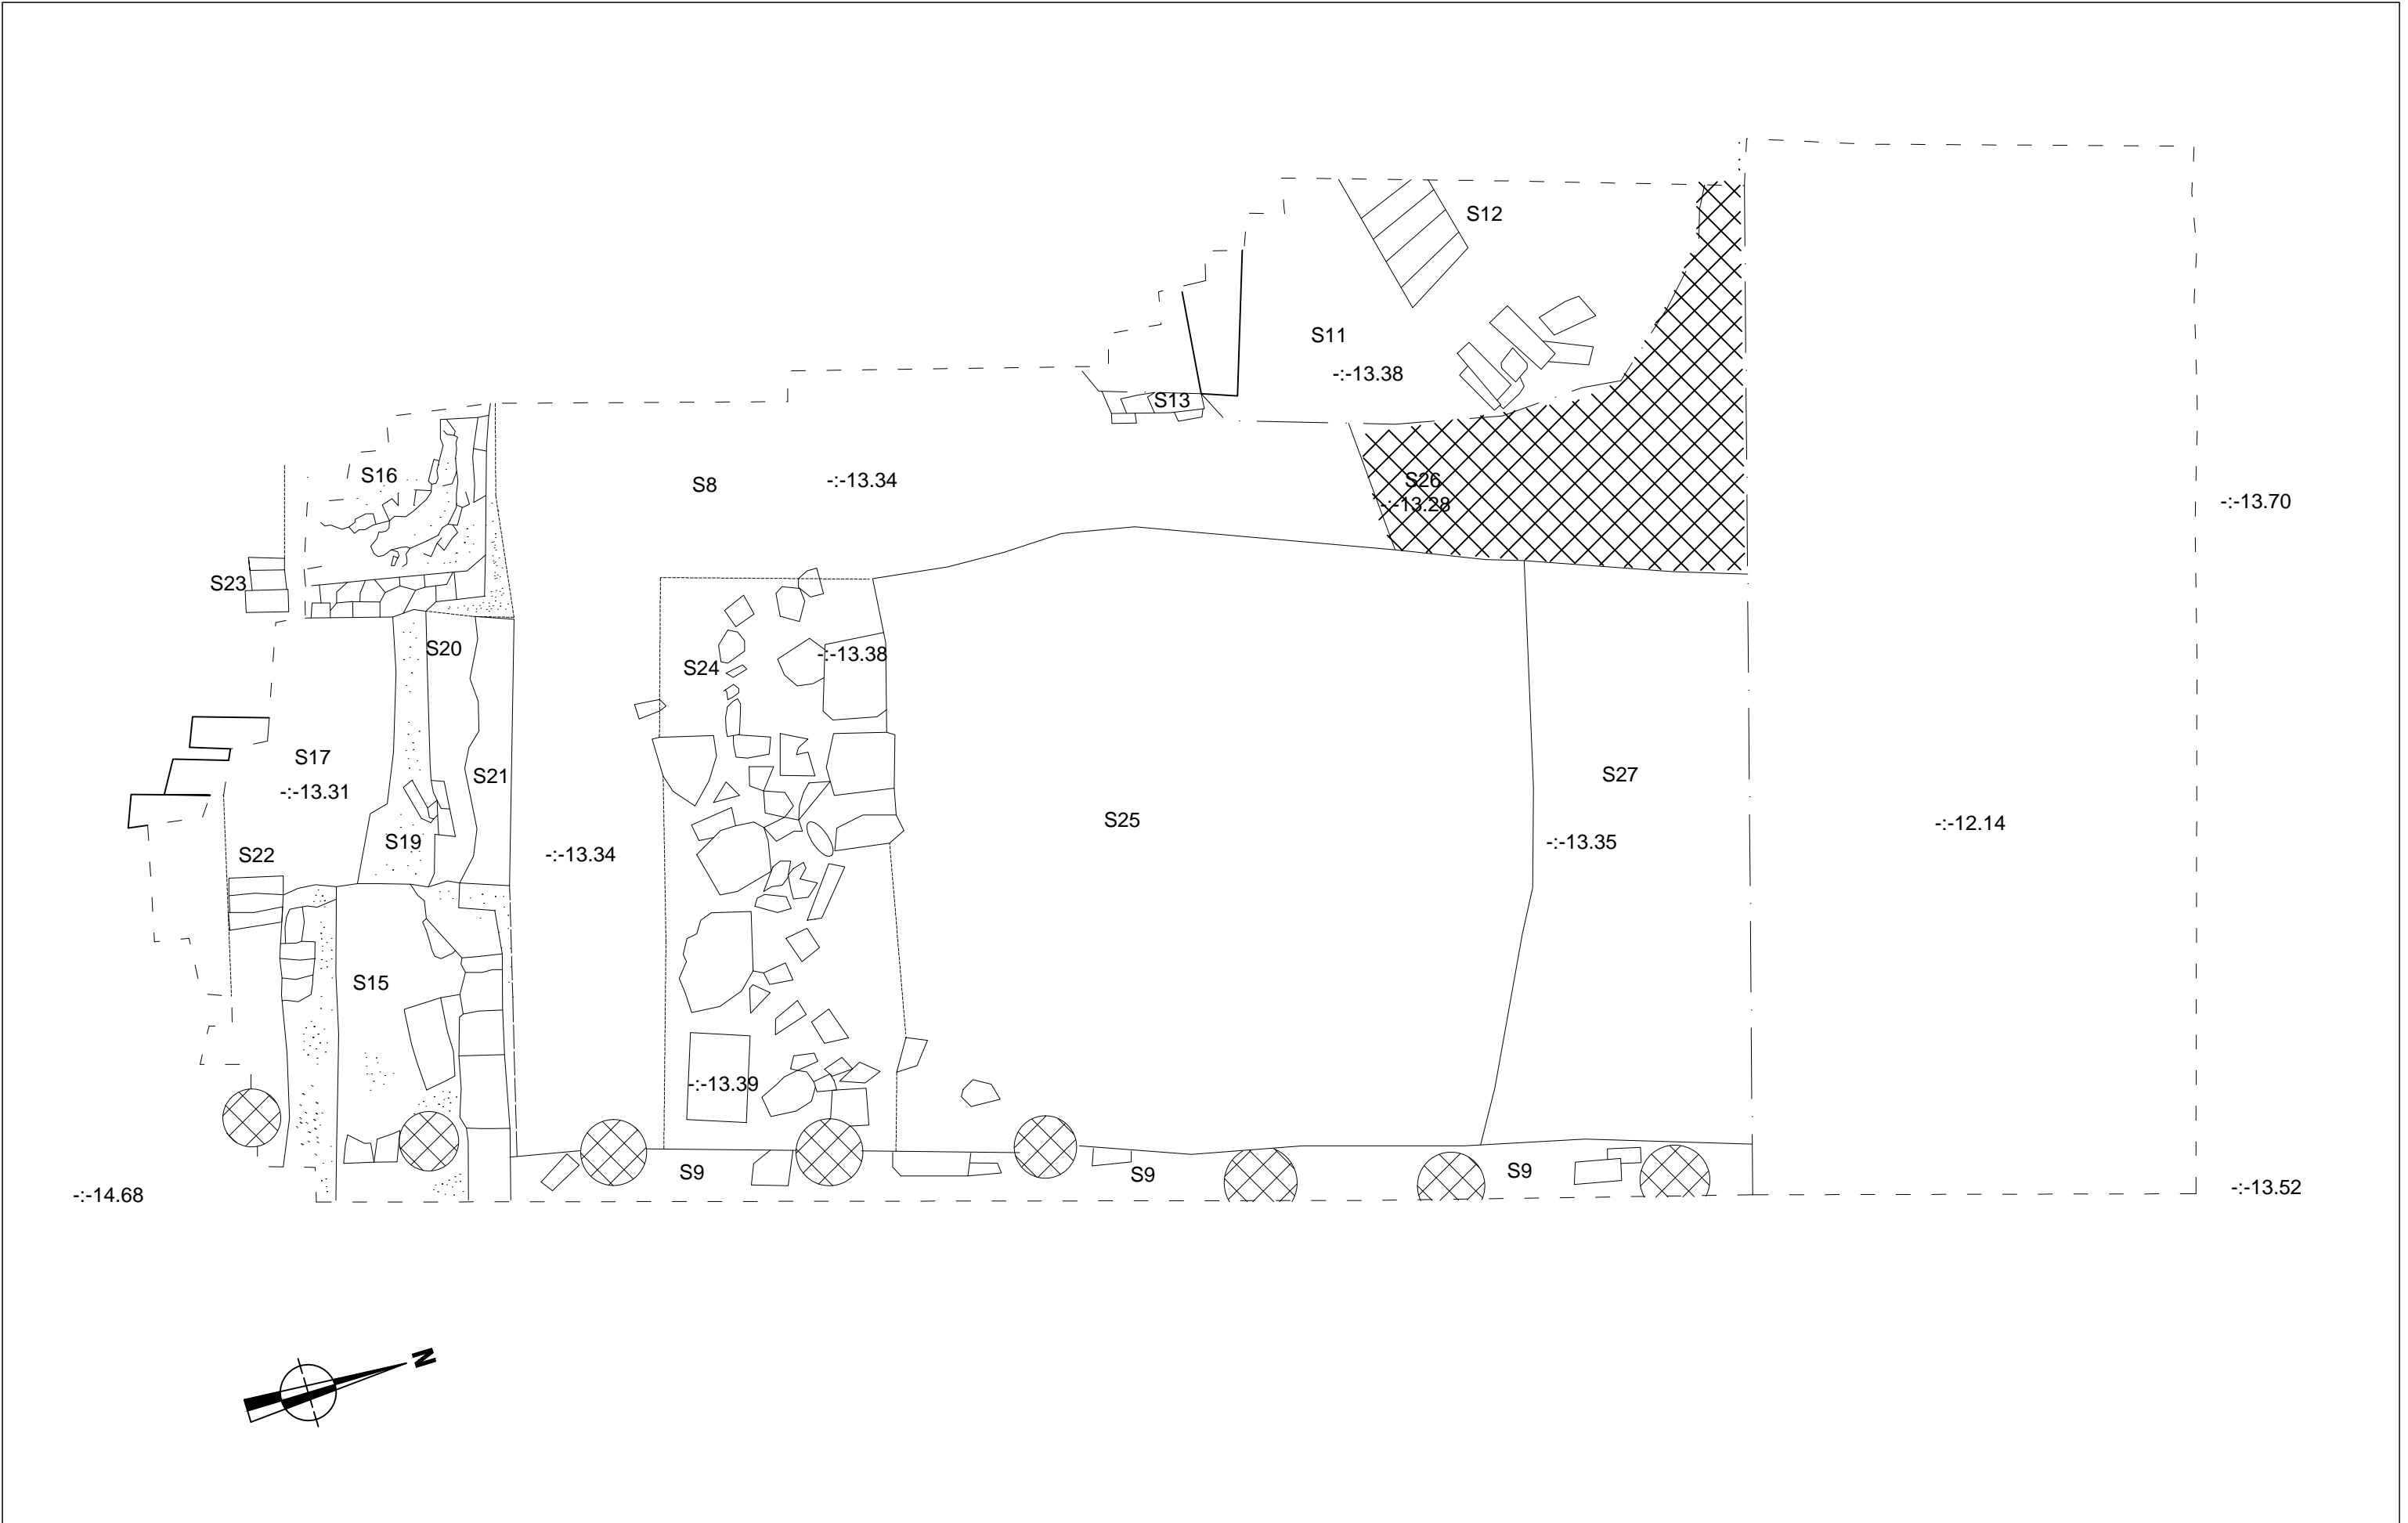 S12
S11
-:-13.38
S13
S16
S8
-:-13.34
S26
-:-13.28
-:-13.70
S23
S20
S24
-:-13.38
S17
-:-13.31
S21
S27
S25
-:-12.14
S19
S22
-:-13.34
-:-13.35
S15
-:-13.39
S9
S9
S9
-:-14.68
-:-13.52
N